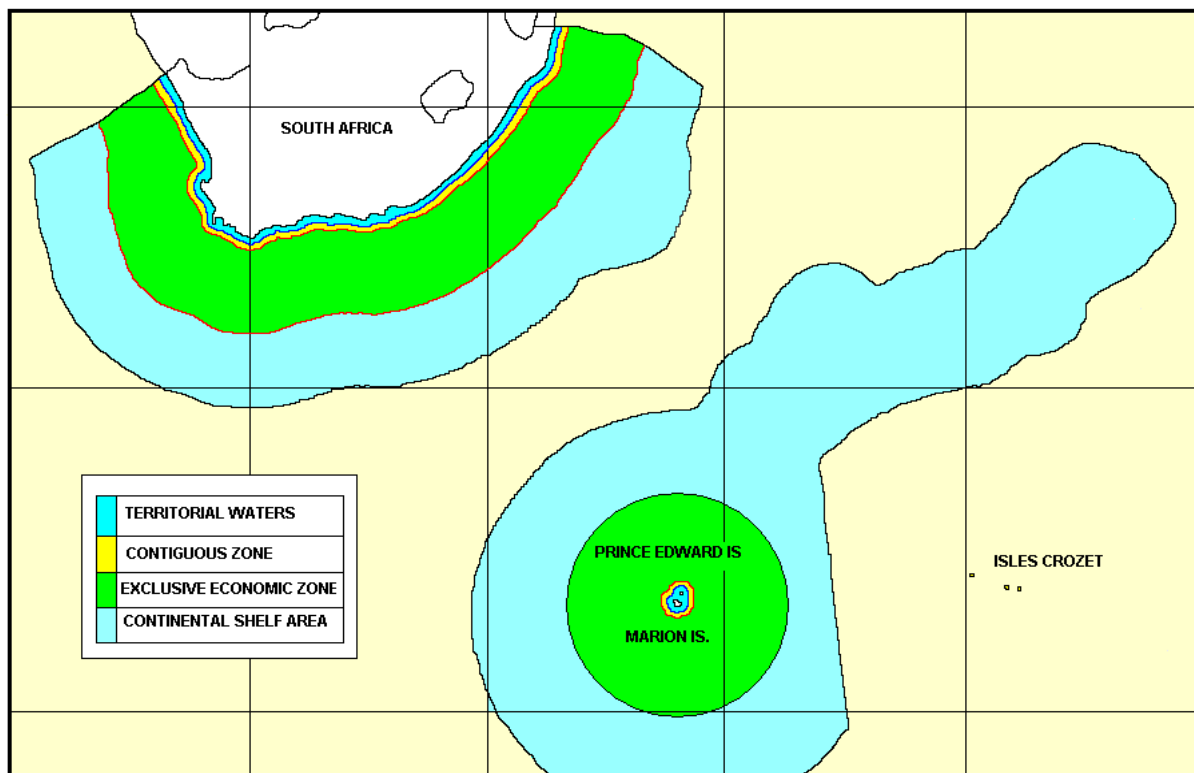 SOUTH AFRICA
TERRITORIAL WATERS
CONTIGUOUS ZONE
EXCLUSIVE ECONOMIC ZONE
CONTINENTAL SHELF AREA
PRINCE EDWARD IS
MARION IS.
ISLES CROZET